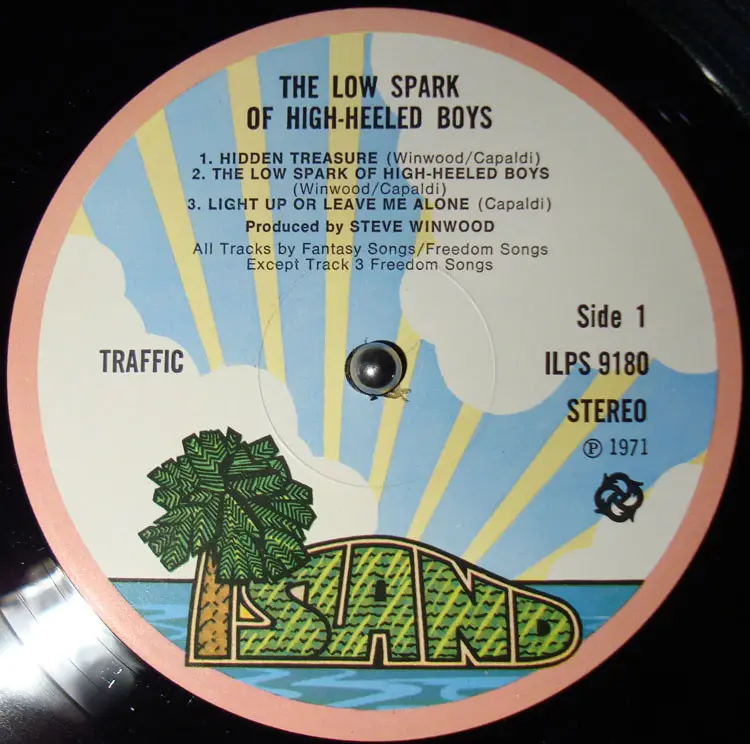 THE LOW SPARK
OF HIGH-HEELED BOYS
1. HIDDEN TREASURE (Winwood/Capaldi)
2. THE LOW SPARK OF HIGH-HEELED BOYS
(Winwood/Capaldi)
3. LIGHT UP OR LEAVE ME ALONE (Capaldi)
Produced by STEVE WINWOOD
All Tracks by Fantasy Songs/Freedom Songs
Except Track 3 Freedom Songs
Side 1
TRAFFIC
ILPS 9180
STEREO
Ⓟ 1971
ISLAND